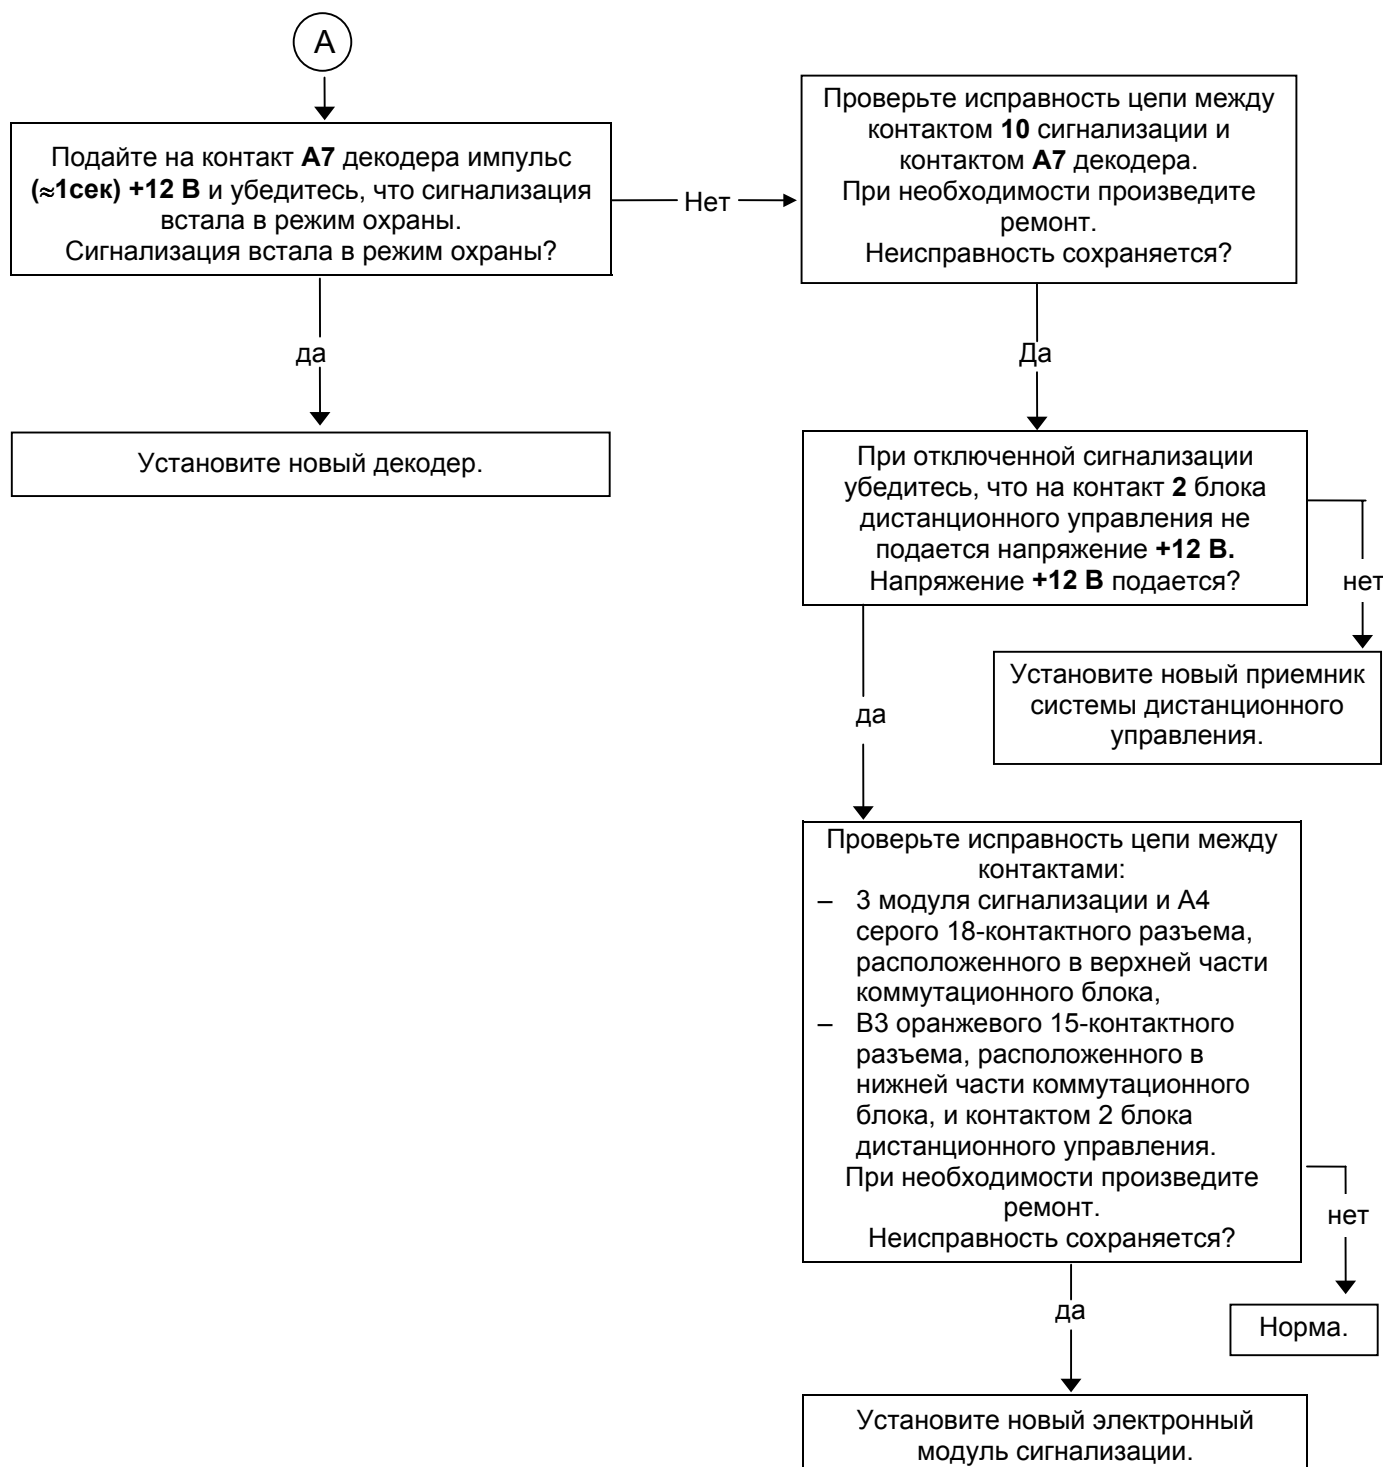 А
Подайте на контакт А7 декодера импульс
(≈1сек) +12 В и убедитесь, что сигнализация
встала в режим охраны.
Сигнализация встала в режим охраны?
Нет
Проверьте исправность цепи между
контактом 10 сигнализации и
контактом А7 декодера.
При необходимости произведите
ремонт.
Неисправность сохраняется?
да
Да
Установите новый декодер.
При отключенной сигнализации
убедитесь, что на контакт 2 блока
дистанционного управления не
подается напряжение +12 В.
Напряжение +12 В подается?
нет
Установите новый приемник
системы дистанционного
управления.
да
Проверьте исправность цепи между
контактами:
– 3 модуля сигнализации и А4
серого 18-контактного разъема,
расположенного в верхней части
коммутационного блока,
– В3 оранжевого 15-контактного
разъема, расположенного в
нижней части коммутационного
блока, и контактом 2 блока
дистанционного управления.
При необходимости произведите
ремонт.
Неисправность сохраняется?
нет
да
Норма.
Установите новый электронный
модуль сигнализации.